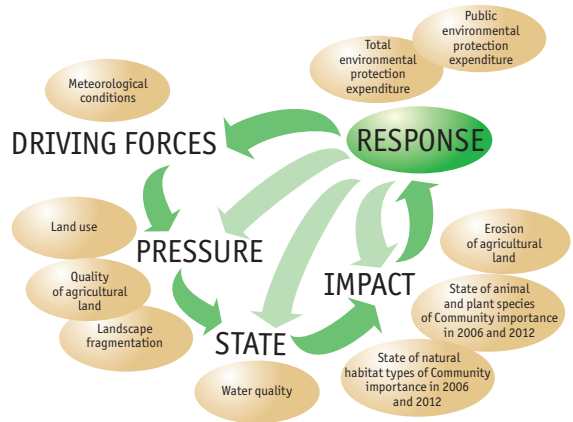 Public
environmental
protection
expenditure
Total
environmental
protection
expenditure
Meteorological
conditions
DRIVING FORCES
RESPONSE
Land use
PRESSURE
Erosion
of agricultural
land
Quality
of agricultural
land
IMPACT
State of animal
and plant species
of Community importance
in 2006 and 2012
Landscape
fragmentation
STATE
State of natural
habitat types of Community
importance in 2006
and 2012
Water quality